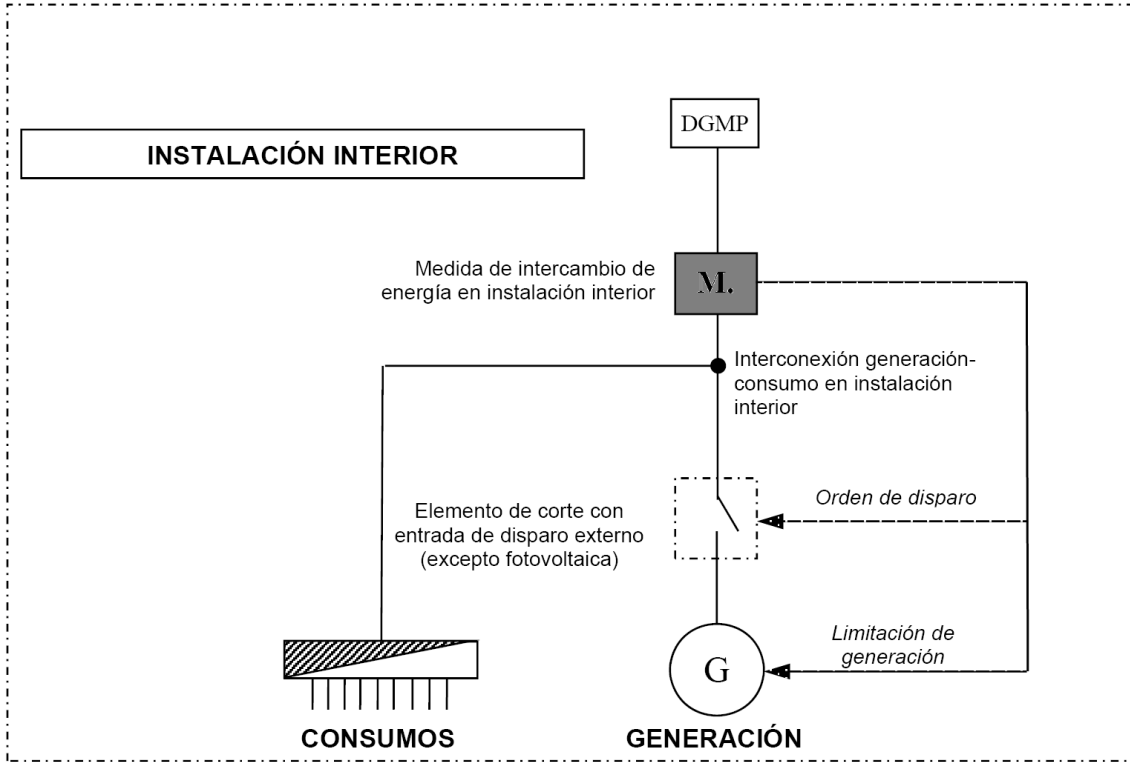 DGMP
INSTALACIÓN INTERIOR
Medida de intercambio de
energía en instalación interior
M.
Interconexión generación-
consumo en instalación
interior
Elemento de corte con
entrada de disparo externo
(excepto fotovoltaica)
Orden de disparo
Limitación de
generación
G
CONSUMOS
GENERACIÓN